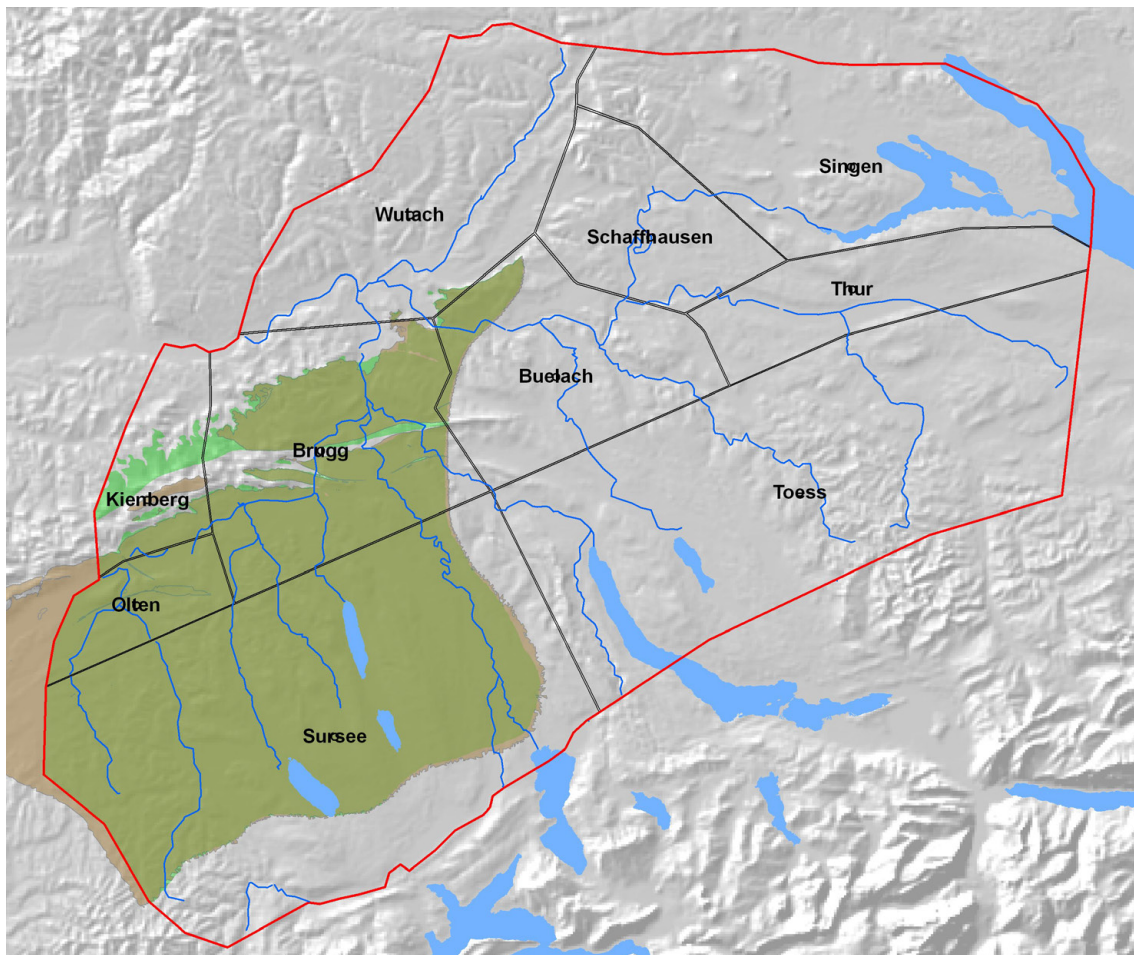 Singen
Wutach
Schaffhausen
Thur
Buelach
Brugg
Toess
Kienberg
Olten
Sursee